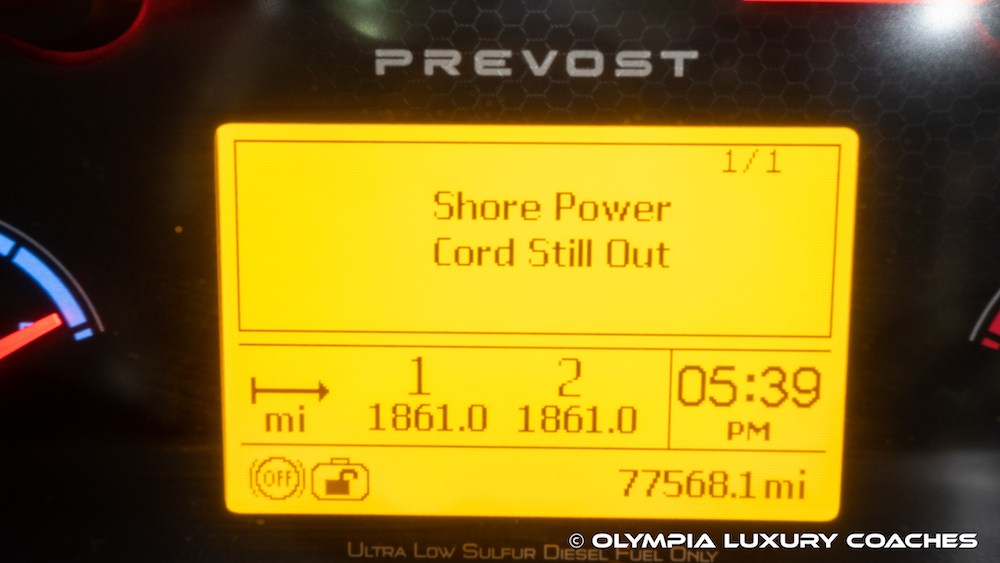 PREVOST
1/1
Shore Power
Cord Still Out
1 2
mi 1861.0 1861.0
05:39
PM
OFF
77568.1 mi
ULTRA LOW SULFUR DIESEL FUEL ONLY
© OLYMPIA LUXURY COACHES